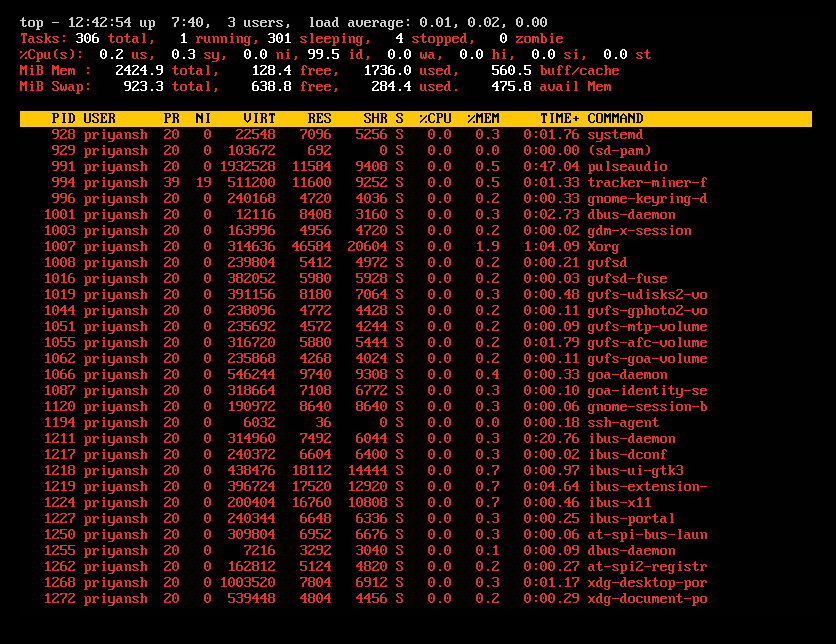 top - 12:42:54 up  7:40,  3 users,  load average: 0.01, 0.02, 0.00
Tasks: 306 total,   1 running, 301 sleeping,   4 stopped,   0 zombie
%Cpu(s):  0.2 us,  0.3 sy,  0.0 ni, 99.5 id,  0.0 wa,  0.0 hi,  0.0 si,  0.0 st
MiB Mem :   2424.9 total,    128.4 free,   1736.0 used,    560.5 buff/cache
MiB Swap:    923.3 total,    638.8 free,    284.4 used.    475.8 avail Mem
PID USER      PR  NI    VIRT    RES    SHR S  %CPU  %MEM     TIME+ COMMAND
928 priyansh  20   0   22548   7096   5256 S   0.0   0.3   0:01.76 systemd
929 priyansh  20   0  103672    692      0 S   0.0   0.0   0:00.00 (sd-pam)
991 priyansh  20   0 1932528  11584   9408 S   0.0   0.5   0:47.04 pulseaudio
994 priyansh  39  19  511200  11600   9252 S   0.0   0.5   0:01.33 tracker-miner-f
996 priyansh  20   0  240168   4720   4036 S   0.0   0.2   0:00.33 gnome-keyring-d
1001 priyansh  20   0   12116   8408   3160 S   0.0   0.3   0:02.73 dbus-daemon
1003 priyansh  20   0  163996   4956   4720 S   0.0   0.2   0:00.02 gdm-x-session
1007 priyansh  20   0  314636  46584  20604 S   0.0   1.9   1:04.09 Xorg
1008 priyansh  20   0  239804   5412   4972 S   0.0   0.2   0:00.21 gvfsd
1016 priyansh  20   0  382052   5980   5928 S   0.0   0.2   0:00.03 gvfsd-fuse
1019 priyansh  20   0  391156   8180   7064 S   0.0   0.3   0:00.48 gvfs-udisks2-vo
1044 priyansh  20   0  238096   4772   4428 S   0.0   0.2   0:00.11 gvfs-gphoto2-vo
1051 priyansh  20   0  235692   4572   4244 S   0.0   0.2   0:00.09 gvfs-mtp-volume
1055 priyansh  20   0  316720   5880   5444 S   0.0   0.2   0:01.79 gvfs-afc-volume
1062 priyansh  20   0  235868   4268   4024 S   0.0   0.2   0:00.11 gvfs-goa-volume
1066 priyansh  20   0  546244   9740   9308 S   0.0   0.4   0:00.33 goa-daemon
1087 priyansh  20   0  318664   7108   6772 S   0.0   0.3   0:00.10 goa-identity-se
1120 priyansh  20   0  190972   8640   8640 S   0.0   0.3   0:00.06 gnome-session-b
1194 priyansh  20   0    6032     36      0 S   0.0   0.0   0:00.18 ssh-agent
1211 priyansh  20   0  314960   7492   6044 S   0.0   0.3   0:20.76 ibus-daemon
1217 priyansh  20   0  240372   6604   6400 S   0.0   0.3   0:00.02 ibus-dconf
1218 priyansh  20   0  438476  18112  14444 S   0.0   0.7   0:00.97 ibus-ui-gtk3
1219 priyansh  20   0  396724  17520  12920 S   0.0   0.7   0:04.64 ibus-extension-
1224 priyansh  20   0  200404  16760  10808 S   0.0   0.7   0:00.46 ibus-x11
1227 priyansh  20   0  240344   6648   6336 S   0.0   0.3   0:00.25 ibus-portal
1250 priyansh  20   0  309804   6952   6676 S   0.0   0.3   0:00.06 at-spi-bus-laun
1255 priyansh  20   0    7216   3292   3040 S   0.0   0.1   0:00.09 dbus-daemon
1262 priyansh  20   0  162812   5124   4820 S   0.0   0.2   0:00.27 at-spi2-registr
1268 priyansh  20   0 1003520   7804   6912 S   0.0   0.3   0:01.17 xdg-desktop-por
1272 priyansh  20   0  539448   4804   4456 S   0.0   0.2   0:00.29 xdg-document-po